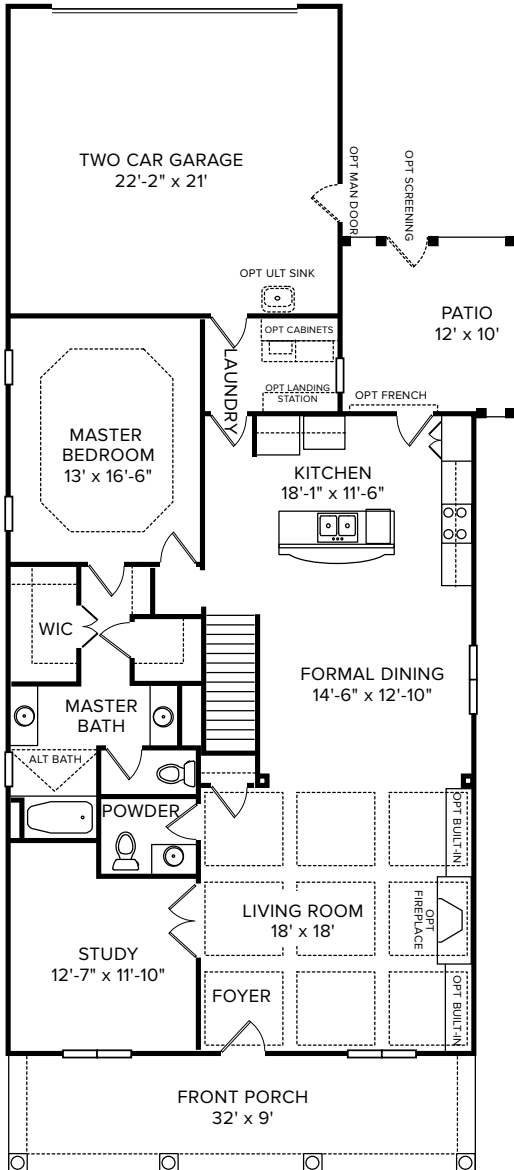 TWO CAR GARAGE
22'-2" x 21'
OPT MAN DOOR
OPT SCREENING
OPT ULT SINK
PATIO
12' x 10'
OPT CABINETS
LAUNDRY
OPT LANDING
STATION
OPT FRENCH
MASTER
BEDROOM
13' x 16'-6"
KITCHEN
18'-1" x 11'-6"
WIC
FORMAL DINING
14'-6" x 12'-10"
MASTER
BATH
ALT BATH
POWDER
OPT BUILT-IN
LIVING ROOM
18' x 18'
OPT
FIREPLACE
STUDY
12'-7" x 11'-10"
FOYER
OPT BUILT-IN
FRONT PORCH
32' x 9'